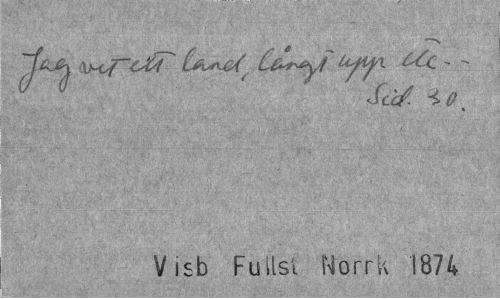 Jag vet ett land, långt upp etc--
Sid. 30.
Visb Fullst Norrk 1874